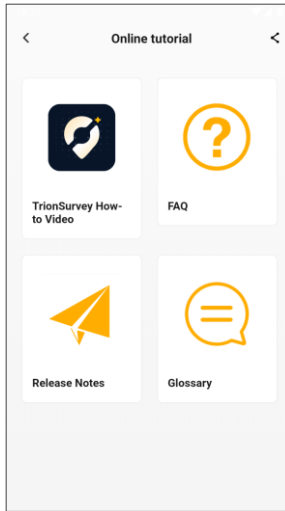 Online tutorial
TrionSurvey How-
to Video
FAQ
Release Notes
Glossary